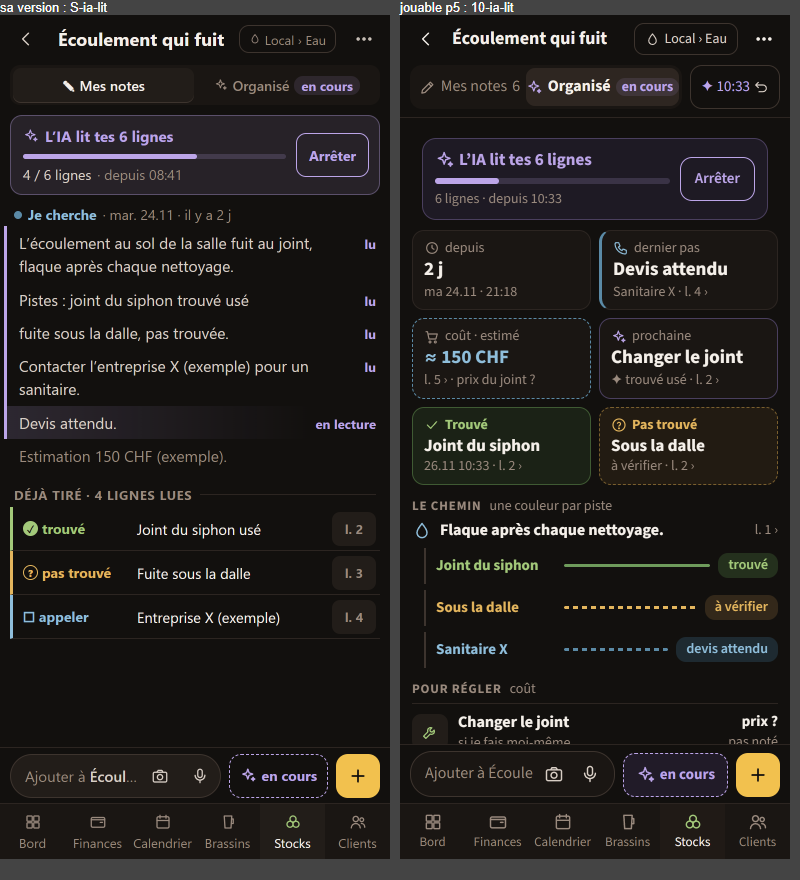 sa version : S-ia-lit
Écoulement qui fuit
Local › Eau
Mes notes
Organisé en cours
L’IA lit tes 6 lignes
4 / 6 lignes · depuis 08:41
Arrêter
Je cherche · mar. 24.11 · il y a 2 j
L’écoulement au sol de la salle fuit au joint, lu
flaque après chaque nettoyage.
Pistes : joint du siphon trouvé usé lu
fuite sous la dalle, pas trouvée. lu
Contacter l’entreprise X (exemple) pour un lu
sanitaire.
Devis attendu. en lecture
Estimation 150 CHF (exemple).
DÉJÀ TIRÉ · 4 LIGNES LUES
trouvé Joint du siphon usé l. 2
pas trouvé Fuite sous la dalle l. 3
appeler Entreprise X (exemple) l. 4
Ajouter à Écoul... en cours +
Bord Finances Calendrier Brassins Stocks Clients
jouable p5 : 10-ia-lit
Écoulement qui fuit
Local › Eau
Mes notes 6
Organisé en cours
10:33
L’IA lit tes 6 lignes
6 lignes · depuis 10:33
Arrêter
depuis
2 j
ma 24.11 · 21:18
dernier pas
Devis attendu
Sanitaire X · l. 4 ›
coût · estimé
≈ 150 CHF
l. 5 › · prix du joint ?
prochaine
Changer le joint
trouvé usé · l. 2 ›
Trouvé
Joint du siphon
26.11 10:33 · l. 2 ›
Pas trouvé
Sous la dalle
à vérifier · l. 2 ›
LE CHEMIN une couleur par piste
Flaque après chaque nettoyage. l. 1 ›
Joint du siphon trouvé
Sous la dalle à vérifier
Sanitaire X devis attendu
POUR RÉGLER coût
Changer le joint prix ?
si je fais moi-même pas noté
Ajouter à Écoule en cours +
Bord Finances Calendrier Brassins Stocks Clients